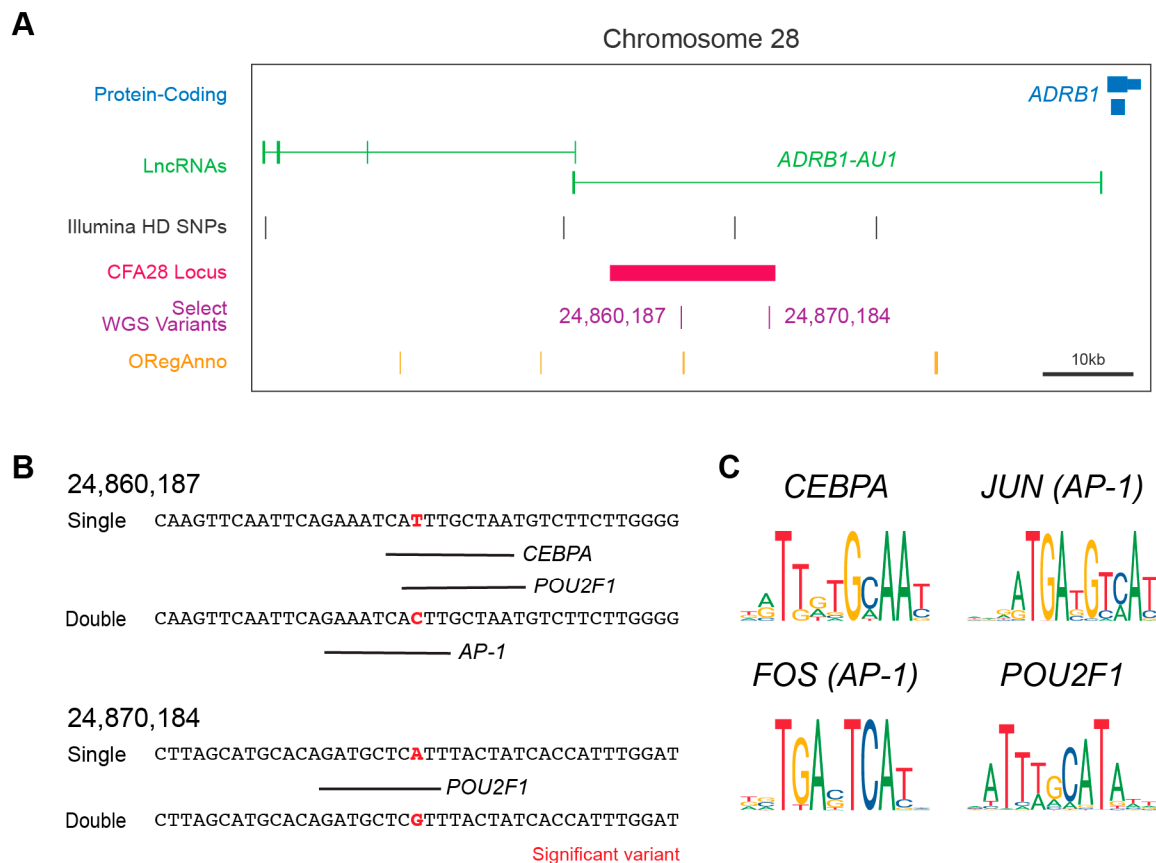 A
Chromosome 28
Protein-Coding
ADRB1
LncRNAs
ADRB1-AU1
Illumina HD SNPs
CFA28 Locus
Select
WGS Variants
24,860,187
24,870,184
ORegAnno
10kb
B
24,860,187
Single CAAGTTCAATTCAGAAATCATTTGCTAATGTCTTCTTGGGG
CEBPA
POU2F1
Double CAAGTTCAATTCAGAAATCACTTGCTAATGTCTTCTTGGGG
AP-1
24,870,184
Single CTTAGCATGCACAGATGCTCATTTACTATCACCATTTGGAT
POU2F1
Double CTTAGCATGCACAGATGCTCGTTTACTATCACCATTTGGAT
Significant variant
C
CEBPA
JUN (AP-1)
FOS (AP-1)
POU2F1